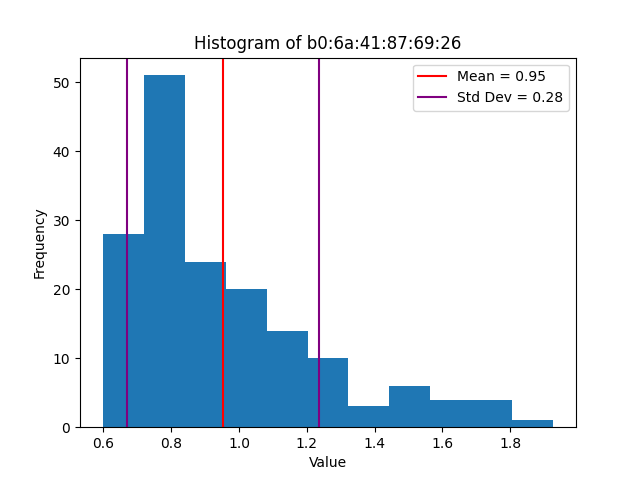 Histogram of b0:6a:41:87:69:26
Mean = 0.95
Std Dev = 0.28
50
40
30
20
10
0
Frequency
0.6 0.8 1.0 1.2 1.4 1.6 1.8
Value